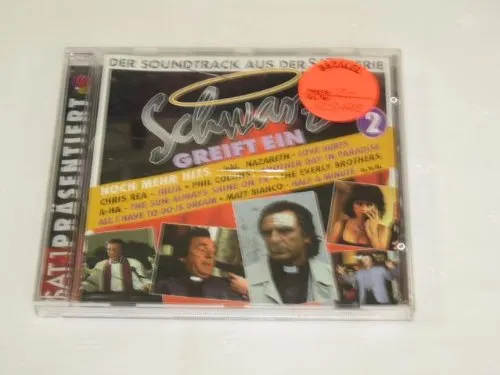 DER SOUNDTRACK AUS DER
SAT.1 PRÄSENTIERT
Schwarz
GREIFT EIN
2
NOCH MEHR HITS
NAZARETH - LOVE HURTS
CHRIS REA - JULIA - PHIL COLLINS - ANOTHER DAY IN PARADISE
A-HA - THE SUN ALWAYS SHINE ON TV - THE EVERLY BROTHERS
ALL I HAVE TO DO IS DREAM - MATT BIANCO - HALF A MINUTE u.v.a.